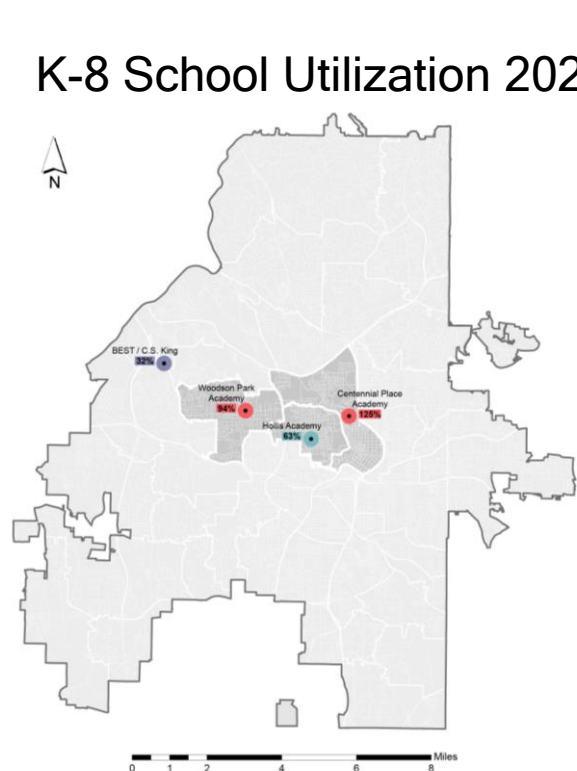 K-8 School Utilization 202
N
BEST / C.S. King
32%
Woodson Park
Academy
94%
Centennial Place
Academy
125%
Hollis Academy
63%
Miles
0 1 2 4 6 8